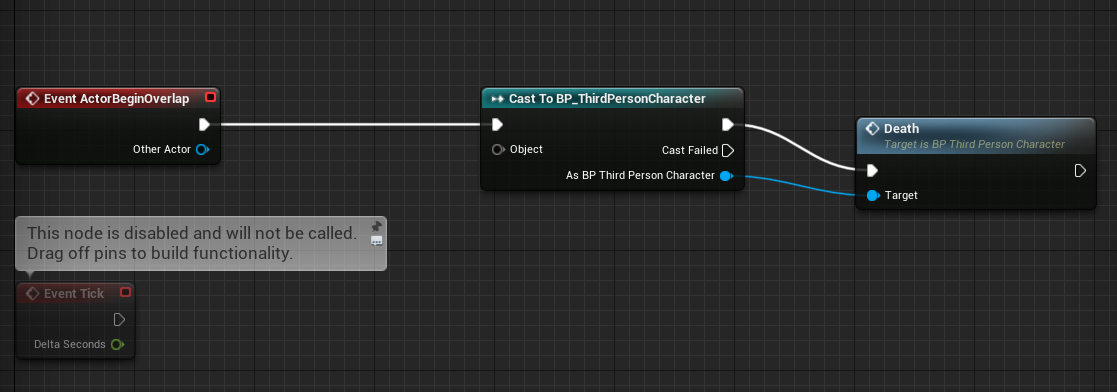 Event ActorBeginOverlap
Other Actor
Cast To BP_ThirdPersonCharacter
Object
Cast Failed
As BP Third Person Character
Death
Target is BP Third Person Character
Target
This node is disabled and will not be called.
Drag off pins to build functionality.
Event Tick
Delta Seconds